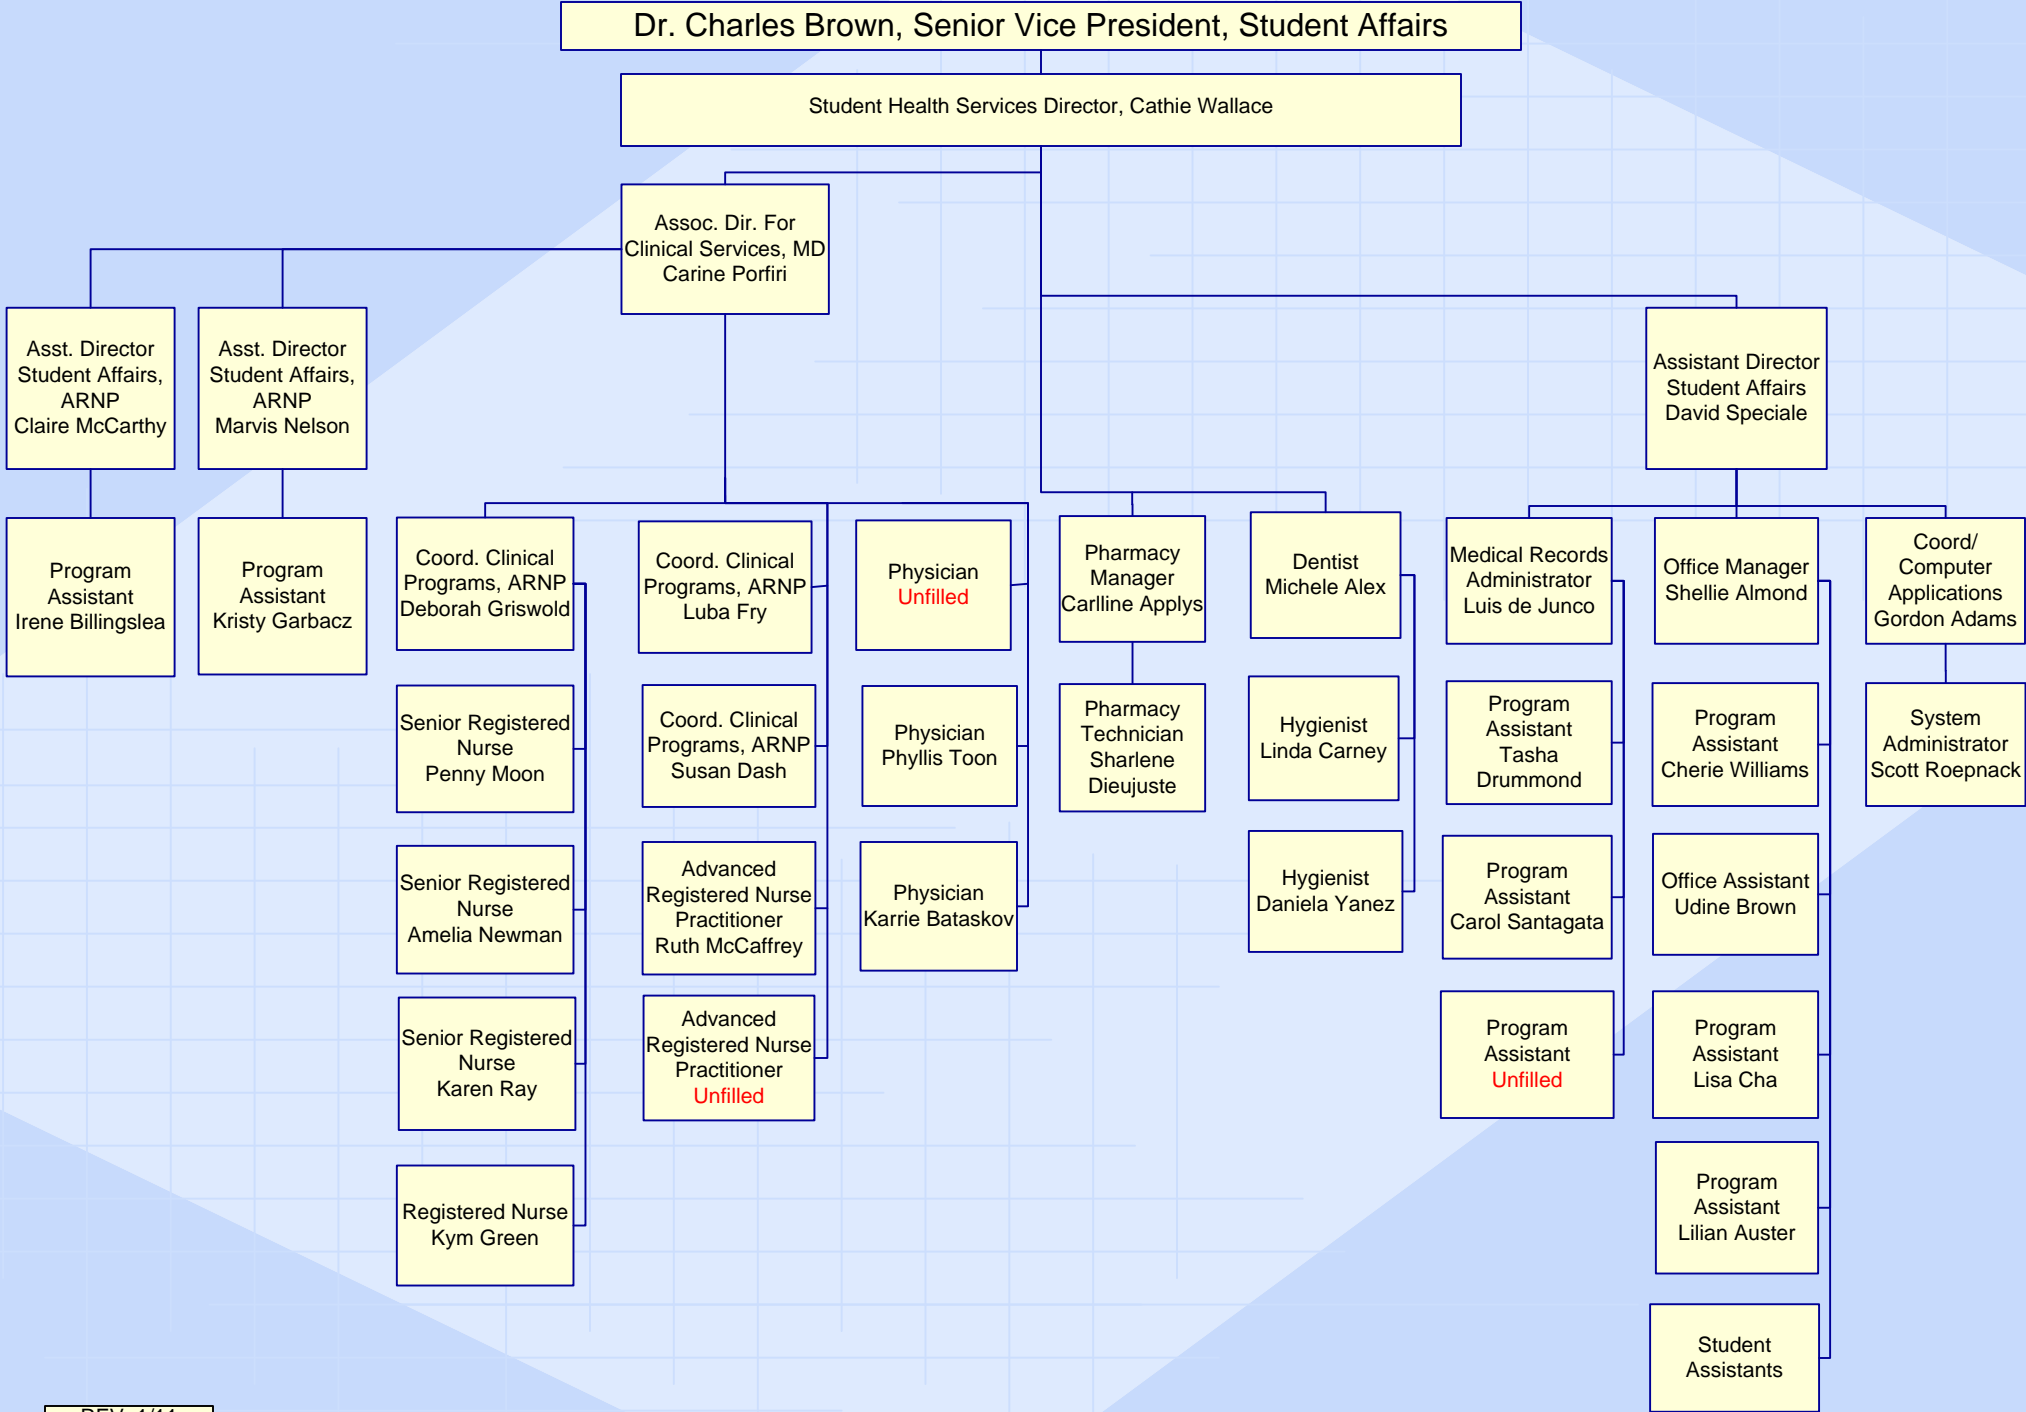 Dr. Charles Brown, Senior Vice President, Student Affairs
Student Health Services Director, Cathie Wallace
Assoc. Dir. For
Clinical Services, MD
Carine Porfiri
Asst. Director
Student Affairs,
ARNP
Claire McCarthy
Asst. Director
Student Affairs,
ARNP
Marvis Nelson
Assistant Director
Student Affairs
David Speciale
Program
Assistant
Irene Billingslea
Program
Assistant
Kristy Garbacz
Coord. Clinical
Programs, ARNP
Deborah Griswold
Coord. Clinical
Programs, ARNP
Luba Fry
Physician
Unfilled
Pharmacy
Manager
Carlline Applys
Dentist
Michele Alex
Medical Records
Administrator
Luis de Junco
Office Manager
Shellie Almond
Coord/
Computer
Applications
Gordon Adams
Senior Registered
Nurse
Penny Moon
Coord. Clinical
Programs, ARNP
Susan Dash
Physician
Phyllis Toon
Pharmacy
Technician
Sharlene
Dieujuste
Hygienist
Linda Carney
Program
Assistant
Tasha
Drummond
Program
Assistant
Cherie Williams
System
Administrator
Scott Roepnack
Senior Registered
Nurse
Amelia Newman
Advanced
Registered Nurse
Practitioner
Ruth McCaffrey
Physician
Karrie Bataskov
Hygienist
Daniela Yanez
Program
Assistant
Carol Santagata
Office Assistant
Udine Brown
Senior Registered
Nurse
Karen Ray
Advanced
Registered Nurse
Practitioner
Unfilled
Program
Assistant
Unfilled
Program
Assistant
Lisa Cha
Registered Nurse
Kym Green
Program
Assistant
Lilian Auster
Student
Assistants